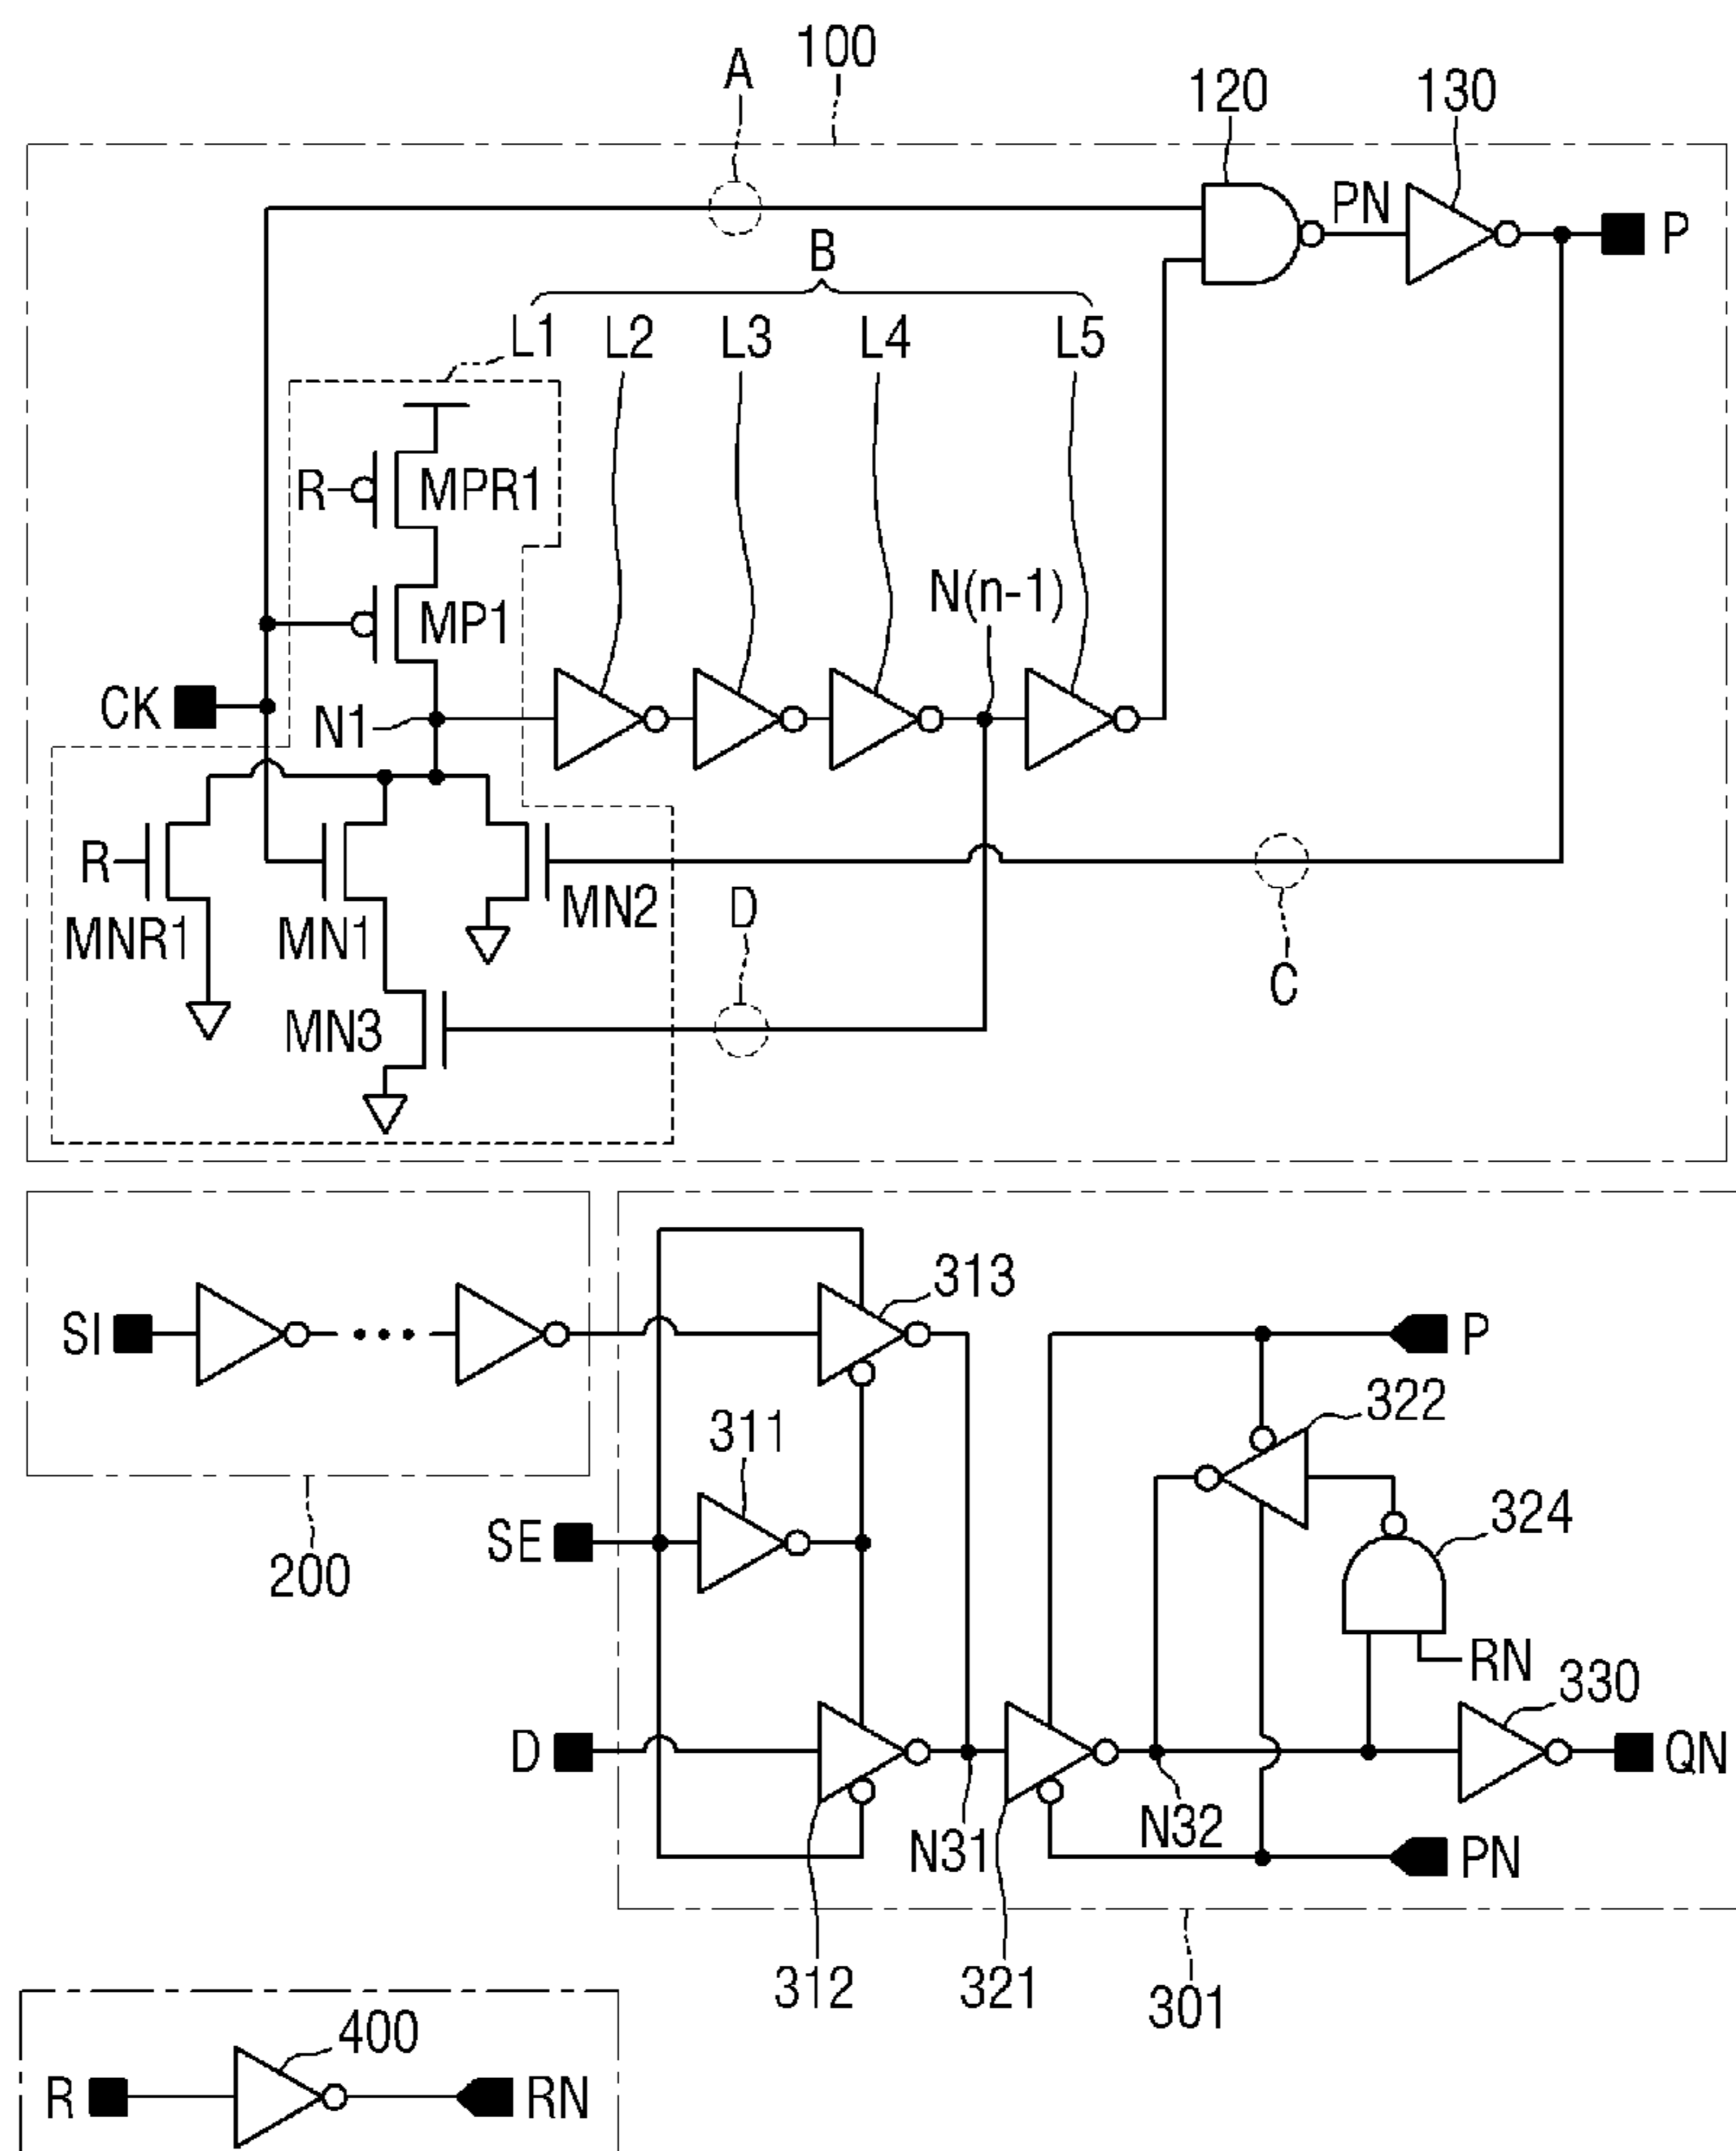 100
A
120
130
PN
P
B
L1
L2
L3
L4
L5
R
MPR1
N(n-1)
MP1
CK
N1
R
MN2
MNR1
MN1
D
C
MN3
313
SI
P
322
311
324
SE
200
RN
330
D
QN
N32
N31
PN
312
321
301
400
R
RN